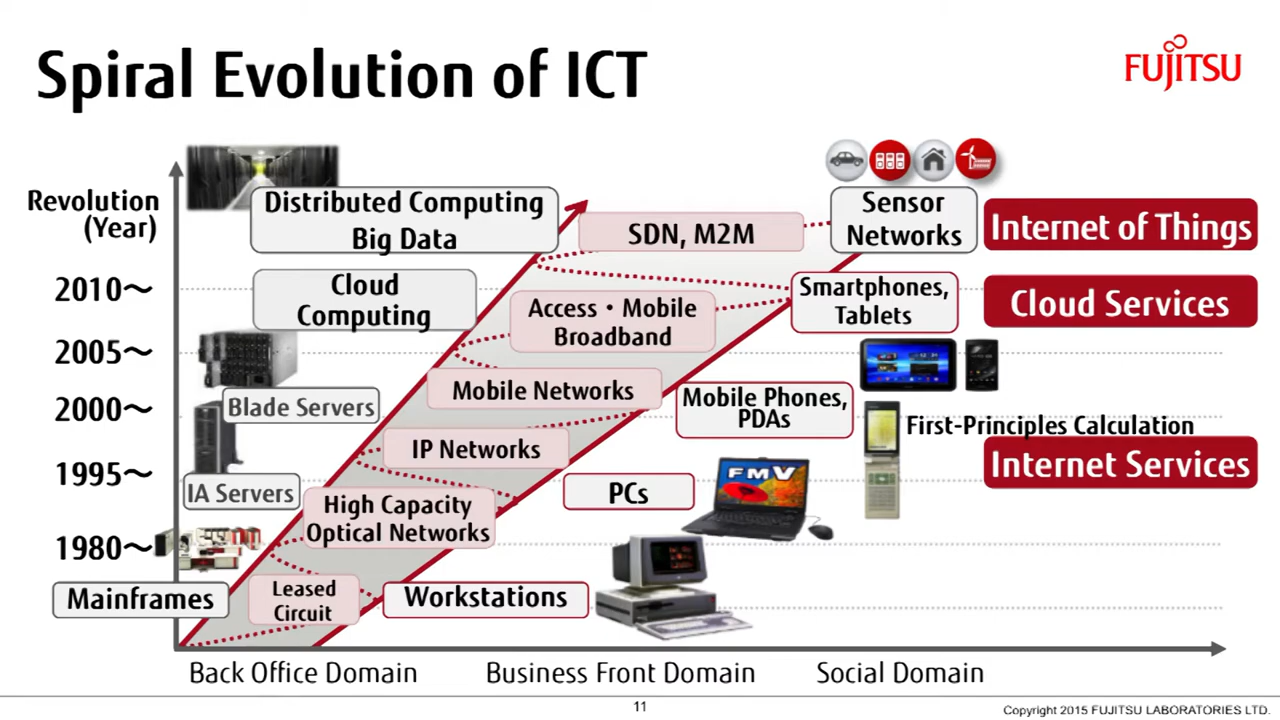 Spiral Evolution of ICT
FUJITSU
Revolution
(Year)
Distributed Computing
Big Data
SDN, M2M
Sensor
Networks
Internet of Things
2010～
Cloud
Computing
Access・Mobile
Broadband
Smartphones,
Tablets
Cloud Services
2005～
2000～
Blade Servers
Mobile Networks
Mobile Phones,
PDAs
First-Principles Calculation
Internet Services
1995～
IA Servers
IP Networks
High Capacity
Optical Networks
PCs
FMV
1980～
Mainframes
Leased
Circuit
Workstations
Back Office Domain
Business Front Domain
Social Domain
11
Copyright 2015 FUJITSU LABORATORIES LTD.